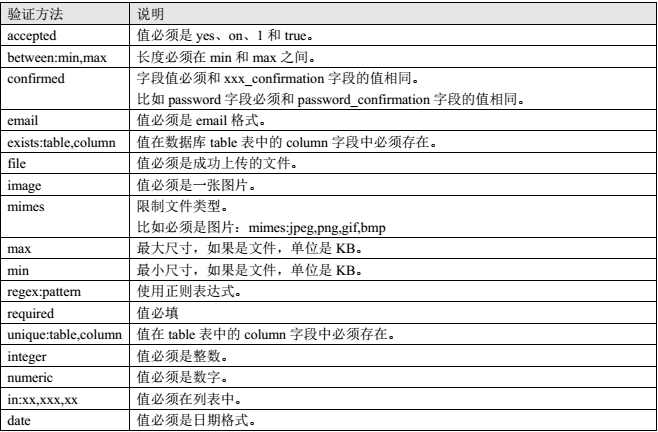 验证方法 说明
accepted 值必须是 yes、on、1 和 true。
between:min,max 长度必须在 min 和 max 之间。
confirmed 字段值必须和 xxx_confirmation 字段的值相同。
比如 password 字段必须和 password_confirmation 字段的值相同。
email 值必须是 email 格式。
exists:table,column 值在数据库 table 表中的 column 字段中必须存在。
file 值必须是成功上传的文件。
image 值必须是一张图片。
mimes 限制文件类型。
比如必须是图片：mimes:jpeg,png,gif,bmp
max 最大尺寸，如果是文件，单位是 KB。
min 最小尺寸，如果是文件，单位是 KB。
regex:pattern 使用正则表达式。
required 值必填
unique:table,column 值在 table 表中的 column 字段中必须存在。
integer 值必须是整数。
numeric 值必须是数字。
in:xx,xxx,xx 值必须在列表中。
date 值必须是日期格式。